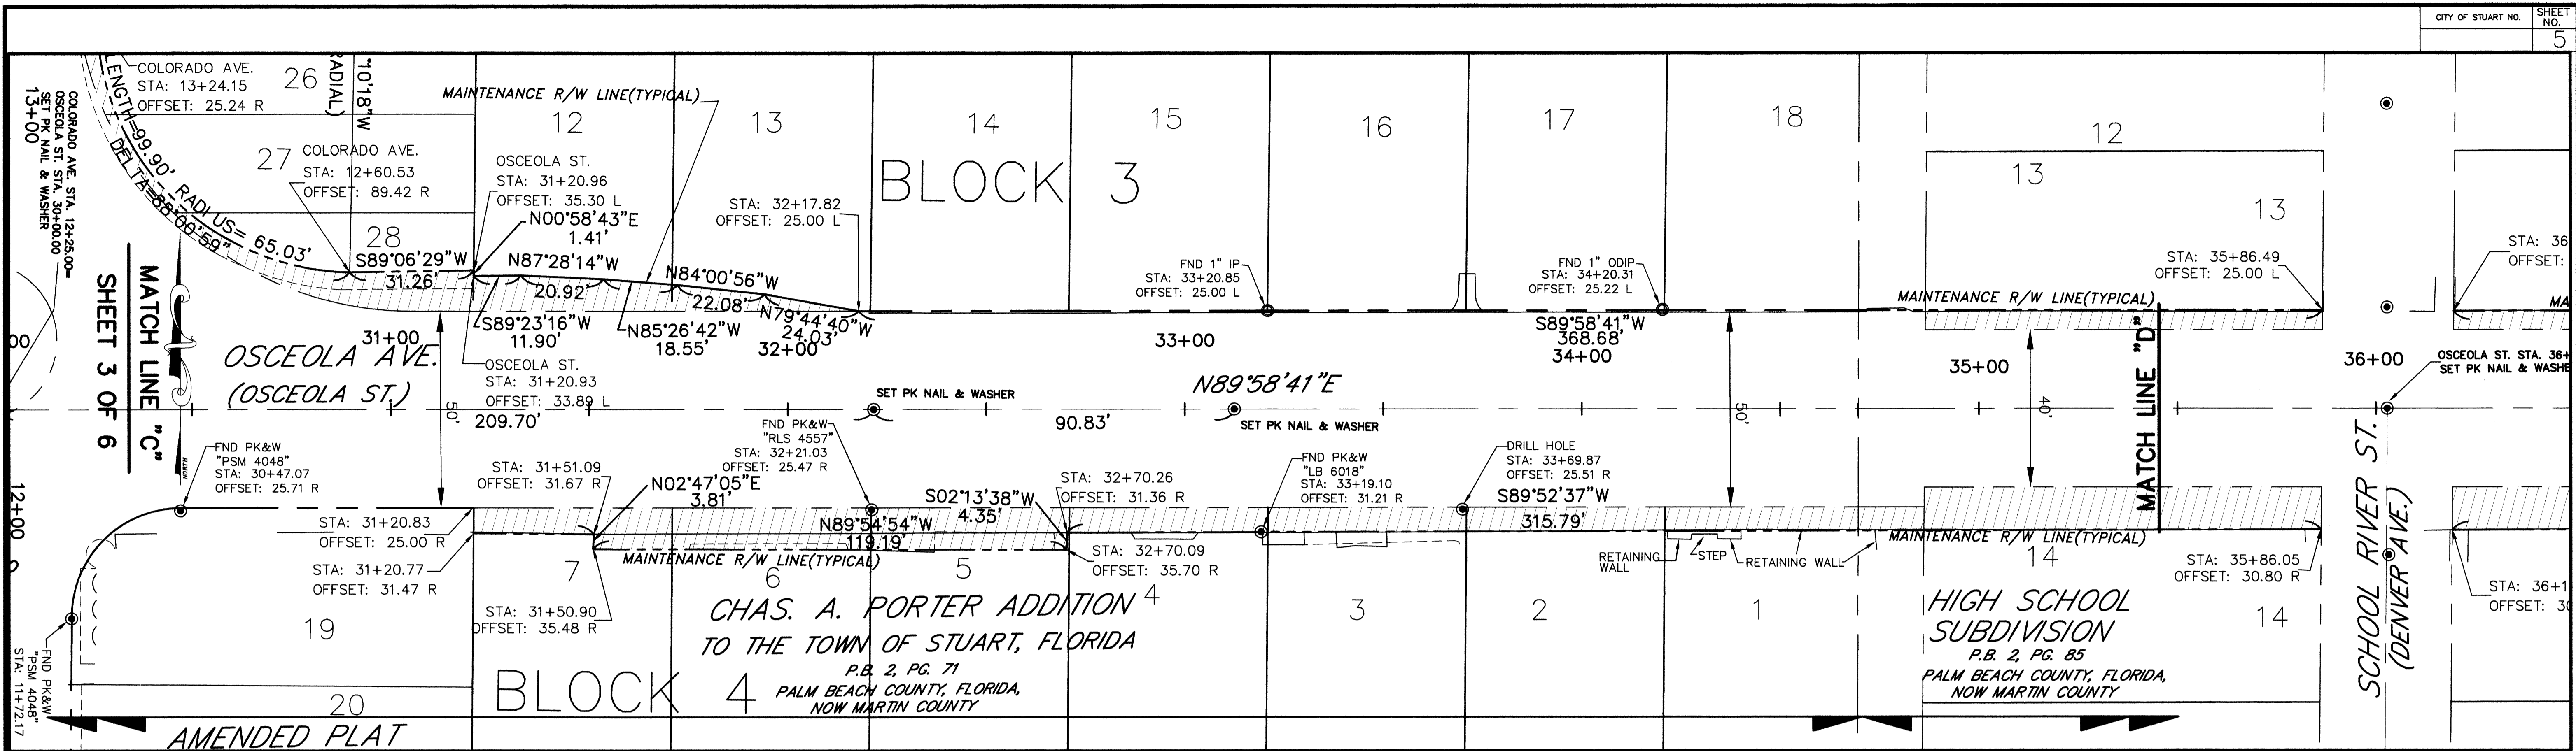 CITY OF STUART NO.
SHEET NO.
5
COLORADO AVE.
STA: 13+24.15
OFFSET: 25.24 R
26
RADIAL)
°10'18"W
LENGTH=99.90' RADIUS= 65.03'
DELTA=88°00'59"
COLORADO AVE. STA. 12+25.00=
OSCEOLA ST. STA. 30+00.00
SET PK NAIL & WASHER
13+00
27
COLORADO AVE.
STA: 12+60.53
OFFSET: 89.42 R
28
S89°06'29"W
31.26'
MAINTENANCE R/W LINE(TYPICAL)
12
13
14
15
16
17
18
12
13
13
OSCEOLA ST.
STA: 31+20.96
OFFSET: 35.30 L
N00°58'43"E
1.41'
N87°28'14"W
20.92'
N84°00'56"W
22.08'
N79°44'40"W
24.03'
S89°23'16"W
11.90'
N85°26'42"W
18.55'
STA: 32+17.82
OFFSET: 25.00 L
BLOCK 3
FND 1" IP
STA: 33+20.85
OFFSET: 25.00 L
FND 1" ODIP
STA: 34+20.31
OFFSET: 25.22 L
S89°58'41"W
368.68'
MAINTENANCE R/W LINE(TYPICAL)
STA: 35+86.49
OFFSET: 25.00 L
STA: 36
OFFSET:
MA
MATCH LINE "C"
SHEET 3 OF 6
NORTH
00
OSCEOLA AVE.
(OSCEOLA ST.)
31+00
32+00
33+00
34+00
35+00
36+00
OSCEOLA ST.
STA: 31+20.93
OFFSET: 33.89 L
50'
209.70'
SET PK NAIL & WASHER
90.83'
N89°58'41"E
SET PK NAIL & WASHER
50'
40'
MATCH LINE "D"
OSCEOLA ST. STA. 36+
SET PK NAIL & WASHE
SCHOOL RIVER ST.
(DENVER AVE.)
FND PK&W
"PSM 4048"
STA: 30+47.07
OFFSET: 25.71 R
12+00
STA: 31+20.83
OFFSET: 25.00 R
STA: 31+20.77
OFFSET: 31.47 R
STA: 31+51.09
OFFSET: 31.67 R
N02°47'05"E
3.81'
STA: 31+50.90
OFFSET: 35.48 R
FND PK&W
"RLS 4557"
STA: 32+21.03
OFFSET: 25.47 R
N89°54'54"W
119.19'
MAINTENANCE R/W LINE(TYPICAL)
S02°13'38"W
4.35'
STA: 32+70.26
OFFSET: 31.36 R
STA: 32+70.09
OFFSET: 35.70 R
FND PK&W
"LB 6018"
STA: 33+19.10
OFFSET: 31.21 R
DRILL HOLE
STA: 33+69.87
OFFSET: 25.51 R
S89°52'37"W
315.79'
RETAINING WALL
STEP
RETAINING WALL
MAINTENANCE R/W LINE(TYPICAL)
STA: 35+86.05
OFFSET: 30.80 R
STA: 36+1
OFFSET: 30
19
7
6
5
4
3
2
1
14
14
CHAS. A. PORTER ADDITION
TO THE TOWN OF STUART, FLORIDA
P.B. 2, PG. 71
PALM BEACH COUNTY, FLORIDA,
NOW MARTIN COUNTY
BLOCK 4
HIGH SCHOOL
SUBDIVISION
P.B. 2, PG. 85
PALM BEACH COUNTY, FLORIDA,
NOW MARTIN COUNTY
FND PK&W
"PSM 4048"
STA: 11+72.17
20
AMENDED PLAT